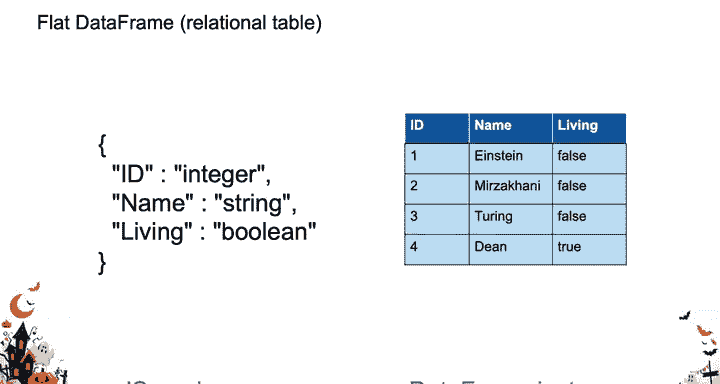 Flat DataFrame (relational table)
{
"ID" : "integer",
"Name" : "string",
"Living" : "boolean"
}
ID Name Living
1 Einstein false
2 Mirzakhani false
3 Turing false
4 Dean true